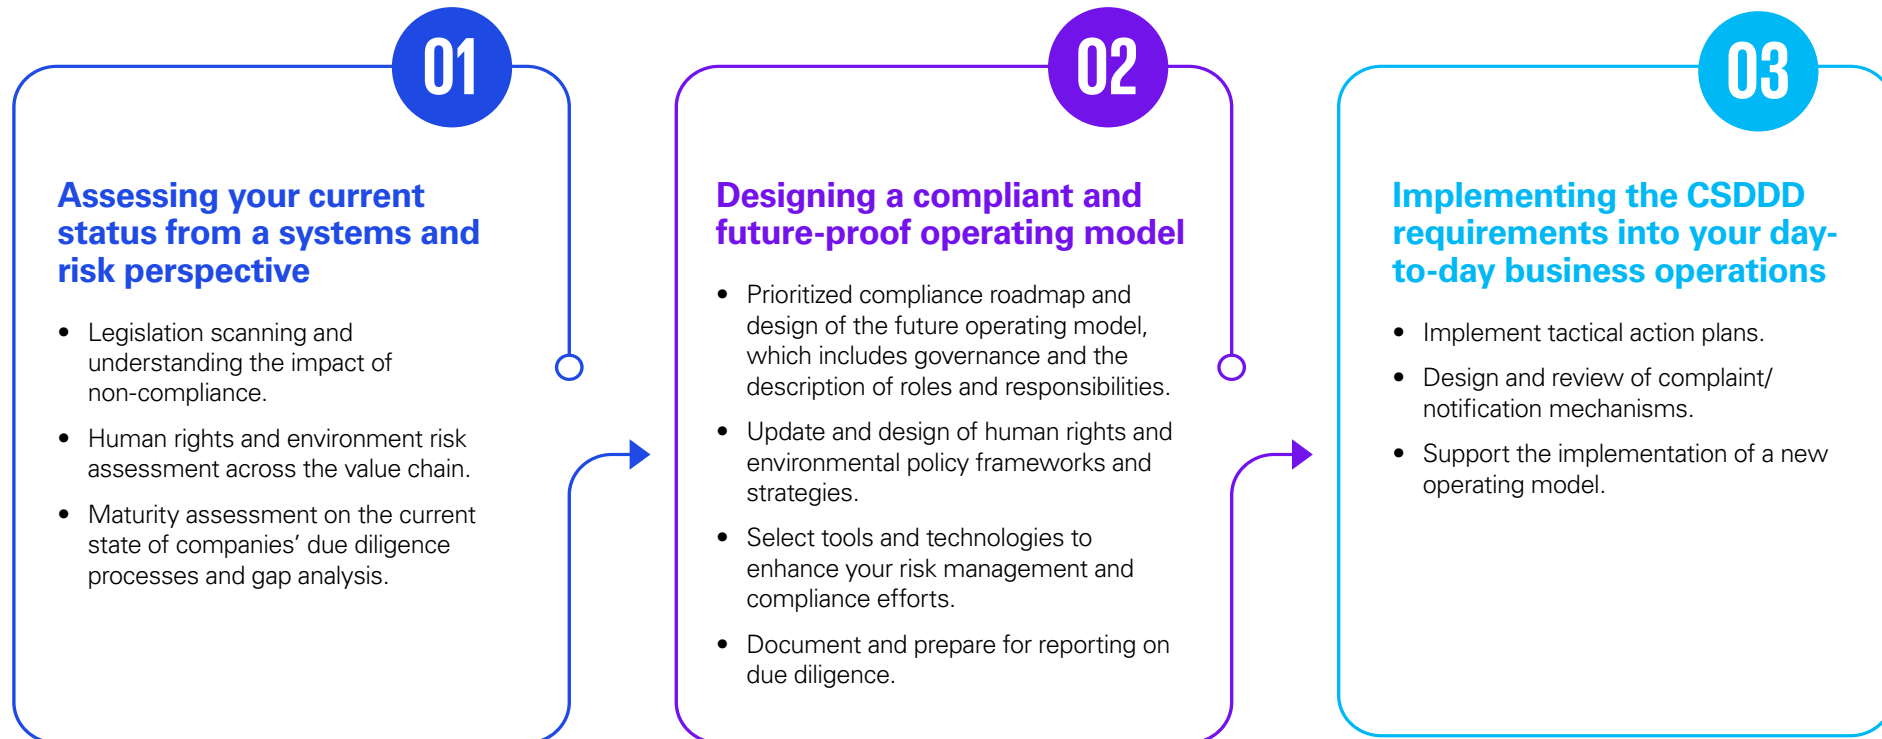 01
Assessing your current
status from a systems and
risk perspective
• Legislation scanning and
understanding the impact of
non-compliance.
• Human rights and environment risk
assessment across the value chain.
• Maturity assessment on the current
state of companies’ due diligence
processes and gap analysis.
02
Designing a compliant and
future-proof operating model
• Prioritized compliance roadmap and
design of the future operating model,
which includes governance and the
description of roles and responsibilities.
• Update and design of human rights and
environmental policy frameworks and
strategies.
• Select tools and technologies to
enhance your risk management and
compliance efforts.
• Document and prepare for reporting on
due diligence.
03
Implementing the CSDDD
requirements into your day-
to-day business operations
• Implement tactical action plans.
• Design and review of complaint/
notification mechanisms.
• Support the implementation of a new
operating model.